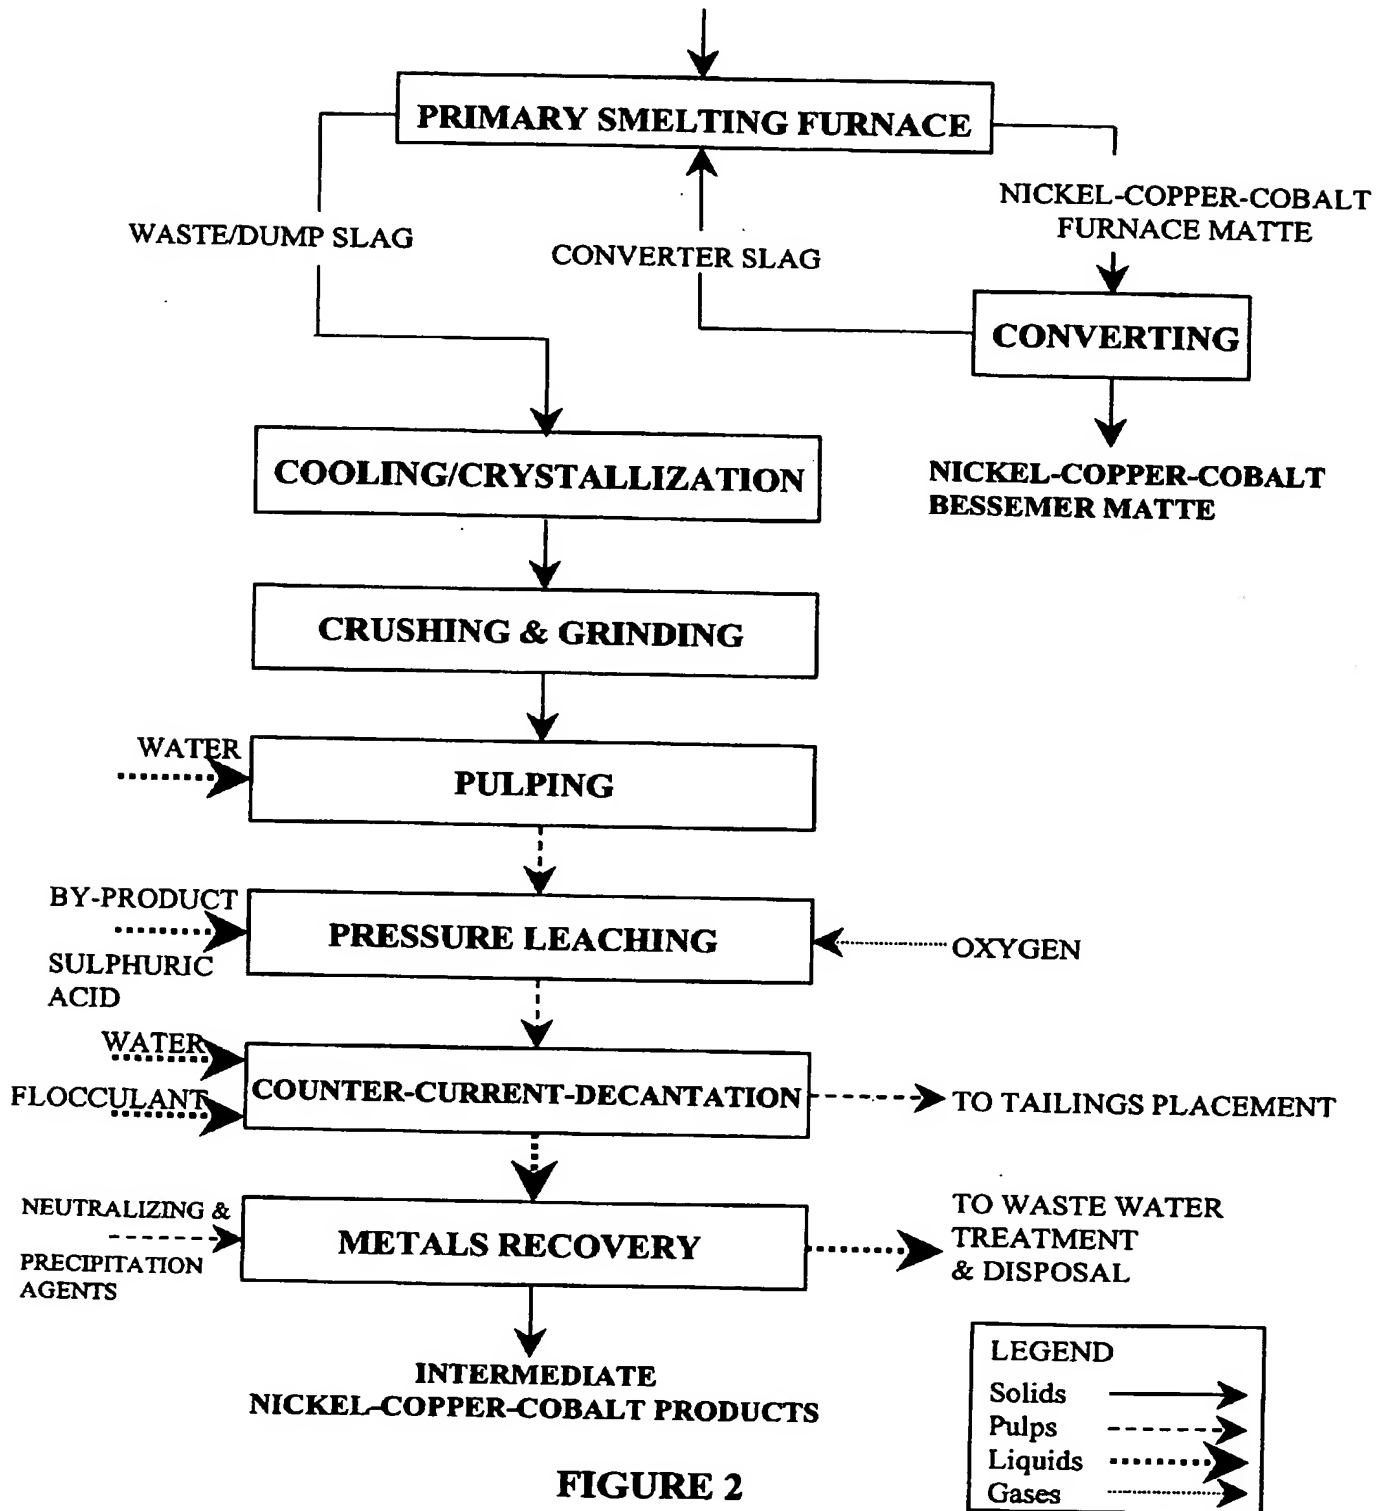 PRIMARY SMELTING FURNACE
WASTE/DUMP SLAG
CONVERTER SLAG
NICKEL-COPPER-COBALT
FURNACE MATTE
CONVERTING
COOLING/CRYSTALLIZATION
NICKEL-COPPER-COBALT
BESSEMER MATTE
CRUSHING & GRINDING
WATER
PULPING
BY-PRODUCT
SULPHURIC
ACID
PRESSURE LEACHING
OXYGEN
WATER
FLOCCULANT
COUNTER-CURRENT-DECANTATION
TO TAILINGS PLACEMENT
NEUTRALIZING &
PRECIPITATION
AGENTS
METALS RECOVERY
TO WASTE WATER
TREATMENT
& DISPOSAL
INTERMEDIATE
NICKEL-COPPER-COBALT PRODUCTS
LEGEND
Solids
Pulps
Liquids
Gases
FIGURE 2